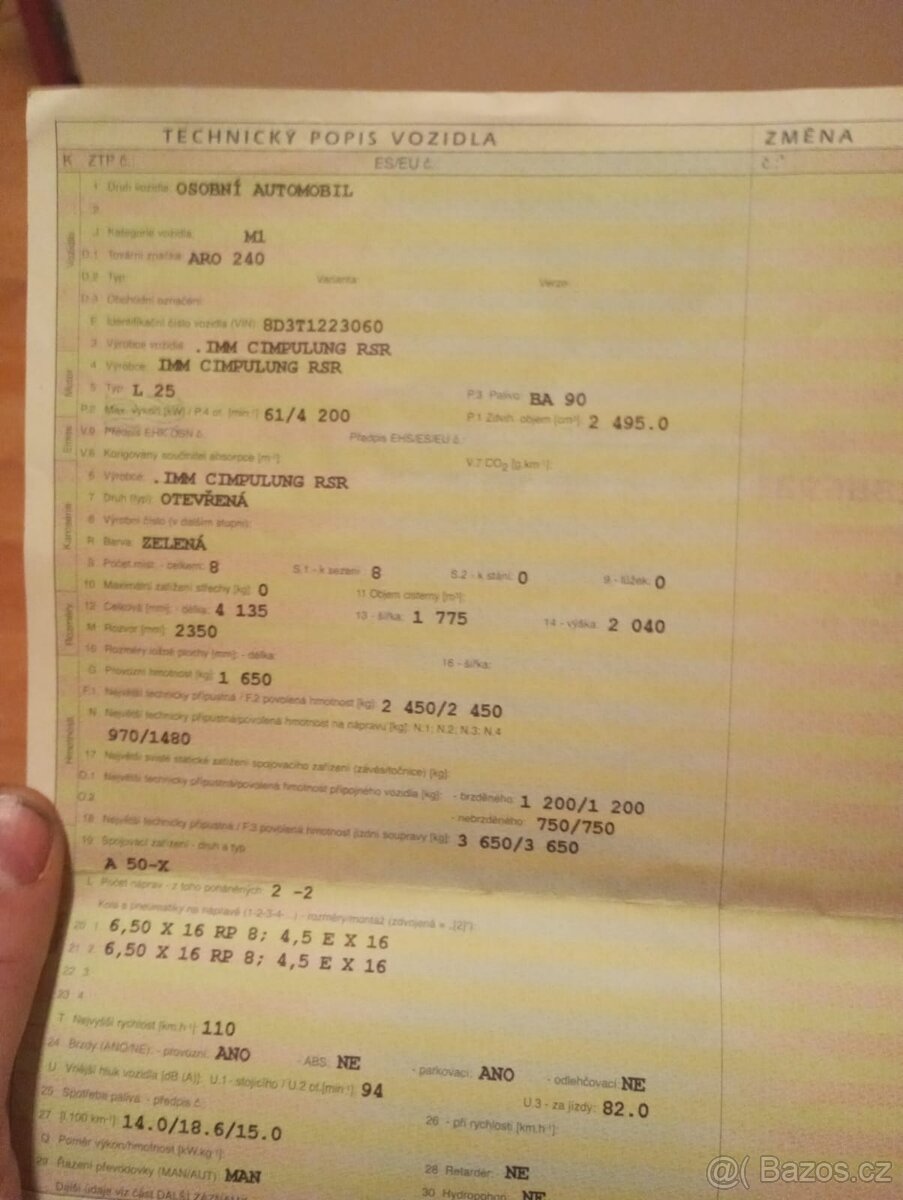 TECHNICKÝ POPIS VOZIDLA ZMĚNA
K ZTP č.: ES/EU č. č.:
1 Druh vozidla: OSOBNÍ AUTOMOBIL
2
J Kategorie vozidla: M1
Vozidlo
D.1 Tovární značka: ARO 240
D.2 Typ: Varianta: Verze:
D.3 Obchodní označení:
E Identifikační číslo vozidla (VIN): 8D3T1223060
3 Výrobce vozidla: .IMM CIMPULUNG RSR
4 Výrobce: IMM CIMPULUNG RSR
Motor
5 Typ: L 25 P.3 Palivo: BA 90
P.2 Max. výkon [kW] / P.4 ot. [min⁻¹]: 61/4 200 P.1 Zdvih. objem [cm³]: 2 495.0
Emise
V.9 Předpis EHK OSN č.: Předpis EHS/ES/EU č.:
V.6 Korigovaný součinitel absorpce [m⁻¹]: V.7 CO₂ [g.km⁻¹]:
6 Výrobce: .IMM CIMPULUNG RSR
7 Druh (typ): OTEVŘENÁ
Karosérie
8 Výrobní číslo (v dalším stupni):
R Barva: ZELENÁ
S Počet míst: - celkem: 8 S.1 - k sezení: 8 S.2 - k stání: 0 9 - lůžek: 0
10 Maximální zatížení střechy [kg]: 0 11 Objem cisterny [m³]:
Rozměry
12 Celková [mm]: - délka: 4 135 13 - šířka: 1 775 14 - výška: 2 040
M Rozvor [mm]: 2350
15 Rozměry ložné plochy [mm]: - délka: 16 - šířka:
G Provozní hmotnost [kg]: 1 650
F.1 Největší technicky přípustná / F.2 povolená hmotnost [kg]: 2 450/2 450
N Největší technicky přípustná/povolená hmotnost na nápravu [kg]: N.1; N.2; N.3; N.4
Hmotnosti
970/1480
17 Největší svislé statické zatížení spojovacího zařízení (závěs/točnice) [kg]:
O.1 Největší technicky přípustná/povolená hmotnost přípojného vozidla [kg]: - brzděného: 1 200/1 200
O.2 - nebrzděného: 750/750
18 Největší technicky přípustná / F.3 povolená hmotnost jízdní soupravy [kg]: 3 650/3 650
19 Spojovací zařízení - druh a typ
A 50-X
L Počet náprav - z toho poháněných: 2 -2
Kola a pneumatiky na nápravě (1-2-3-4-...) - rozměry/montáž (zdvojená = „[2]"):
20 1. 6,50 X 16 RP 8; 4,5 E X 16
21 2. 6,50 X 16 RP 8; 4,5 E X 16
22 3.
23 4.
T Nejvyšší rychlost [km.h⁻¹]: 110
24 Brzdy (ANO/NE): - provozní: ANO - ABS: NE - parkovací: ANO - odlehčovací: NE
U Vnější hluk vozidla [dB (A)]: U.1 - stojícího / U.2 ot.[min⁻¹]: 94 U.3 - za jízdy: 82.0
25 Spotřeba paliva: - předpis č.:
27 [l.100 km⁻¹]: 14.0/18.6/15.0 26 - při rychlosti [km.h⁻¹]:
Q Poměr výkon/hmotnost [kW.kg⁻¹]:
29 Řazení převodovky (MAN/AUT): MAN 28 Retardér: NE
Další údaje viz část DALŠÍ ZÁZNAMY 30 Hydropohon: NE
@( Bazos.cz